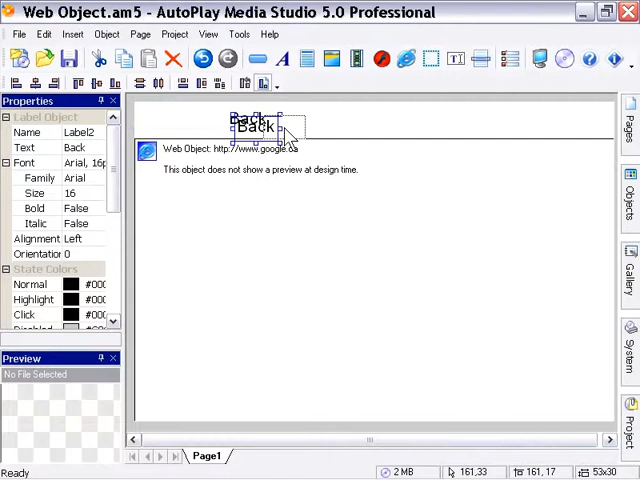 Web Object.am5 - AutoPlay Media Studio 5.0 Professional
File Edit Insert Object Page Project View Tools Help
Properties
Label Object
Name Label2
Text Back
Font Arial, 16p
Family Arial
Size 16
Bold False
Italic False
Alignment Left
Orientatior 0
State Colors
Normal #000
Highlight #000
Click #000
Preview
No File Selected
Back
Back
Web Object: http://www.google.ca
This object does not show a preview at design time.
Pages
Objects
Gallery
System
Project
Page1
Ready
2 MB
161,33
161, 17
53x30